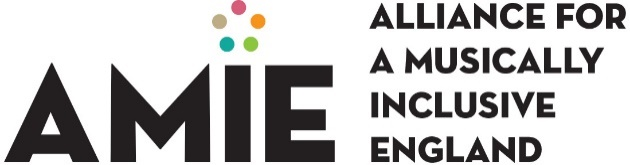 AMIE
ALLIANCE FOR
A MUSICALLY
INCLUSIVE
ENGLAND